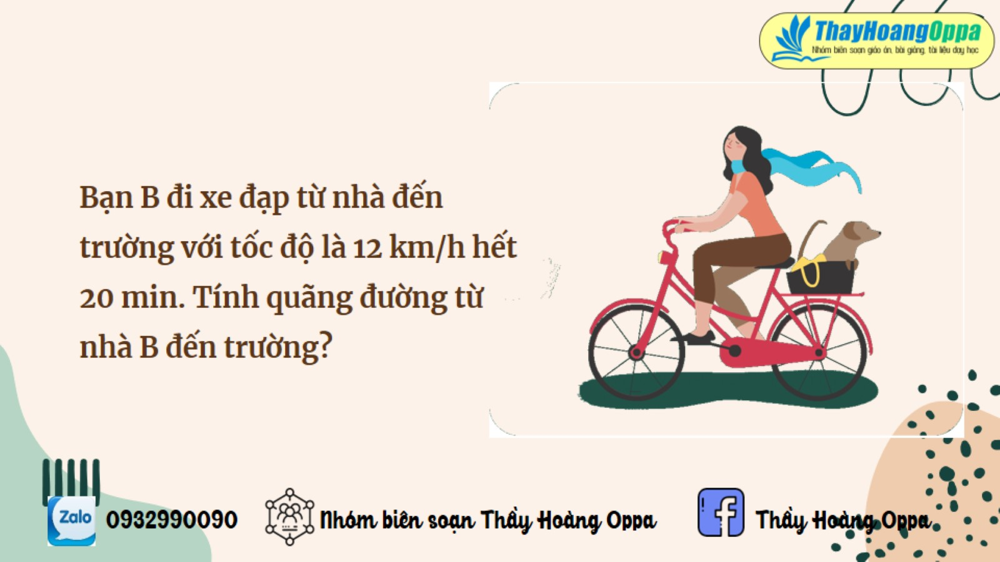 ThayHoangOppa
Nhóm biên soạn giáo án, bài giảng, tài liệu dạy học
Bạn B đi xe đạp từ nhà đến
trường với tốc độ là 12 km/h hết
20 min. Tính quãng đường từ
nhà B đến trường?
Zalo 0932990090 Nhóm biên soạn Thầy Hoàng Oppa f Thầy Hoàng Oppa